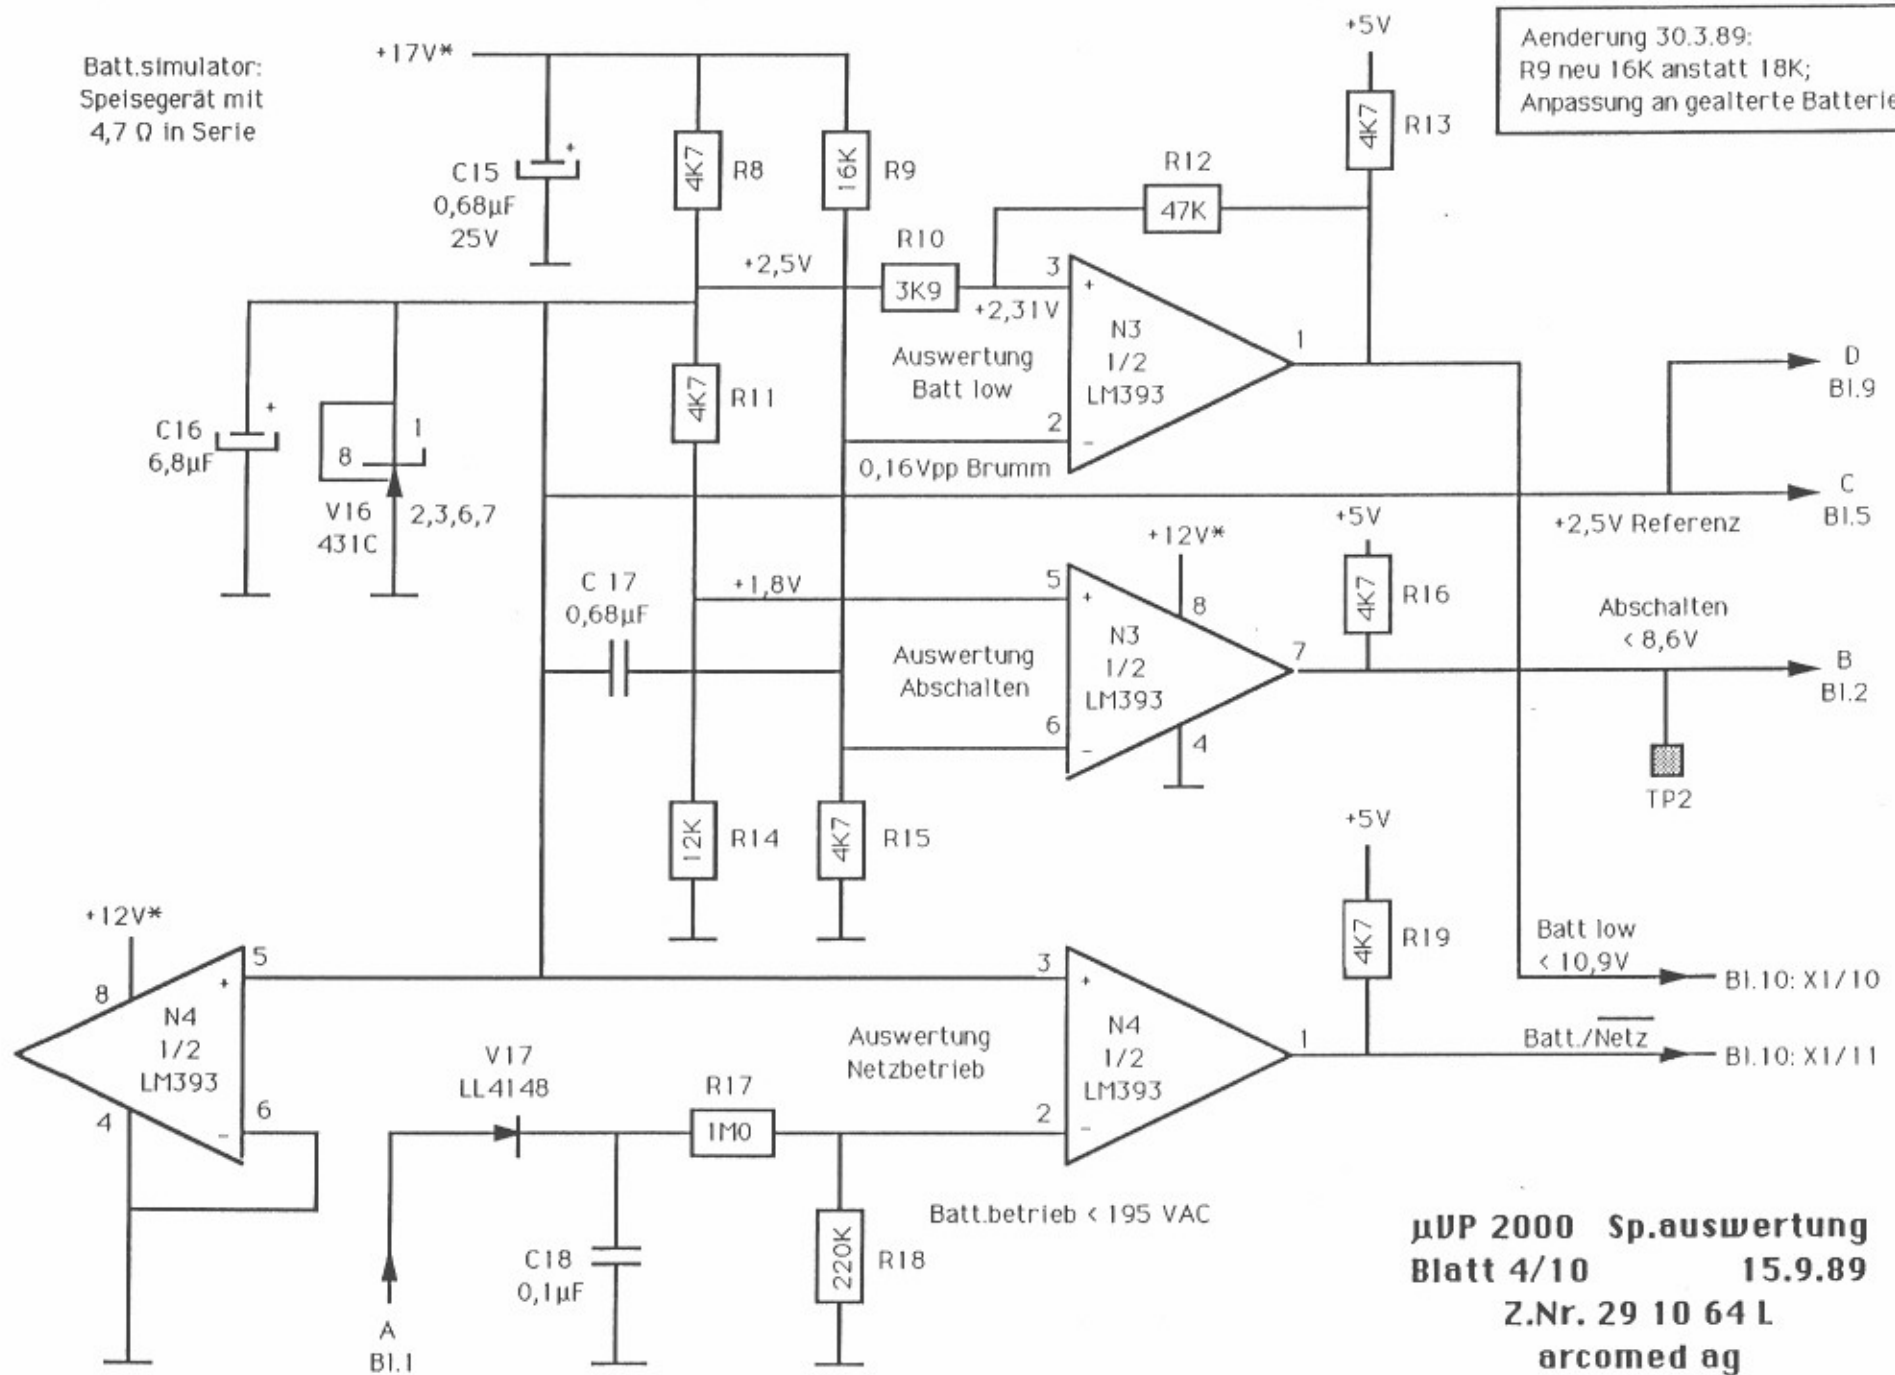 Batt.simulator:
Speisegerät mit
4,7 Ω in Serie
+17V*
+5V
Aenderung 30.3.89:
R9 neu 16K anstatt 18K;
Anpassung an gealterte Batterie
C15
0,68µF
25V
+
4K7
R8
16K
R9
4K7
R13
R12
47K
R10
3K9
+2,5V
+2,31V
3
+
N3
1/2
LM393
1
2
-
Auswertung
Batt low
0,16Vpp Brumm
D
Bl.9
C
Bl.5
+2,5V Referenz
C16
6,8µF
+
1
8
V16
431C
2,3,6,7
4K7
R11
C 17
0,68µF
+1,8V
+12V*
+5V
4K7
R16
5
+
8
N3
1/2
LM393
7
6
-
4
Auswertung
Abschalten
Abschalten
< 8,6V
B
Bl.2
TP2
12K
R14
4K7
R15
+5V
4K7
R19
Batt low
< 10,9V
Bl.10: X1/10
Batt./Netz
Bl.10: X1/11
+12V*
8
5
+
N4
1/2
LM393
4
6
-
V17
LL4148
R17
1M0
Auswertung
Netzbetrieb
3
+
N4
1/2
LM393
1
2
-
Batt.betrieb < 195 VAC
C18
0,1µF
220K
R18
A
Bl.1
µVP 2000 Sp.auswertung
Blatt 4/10 15.9.89
Z.Nr. 29 10 64 L
arcomed ag